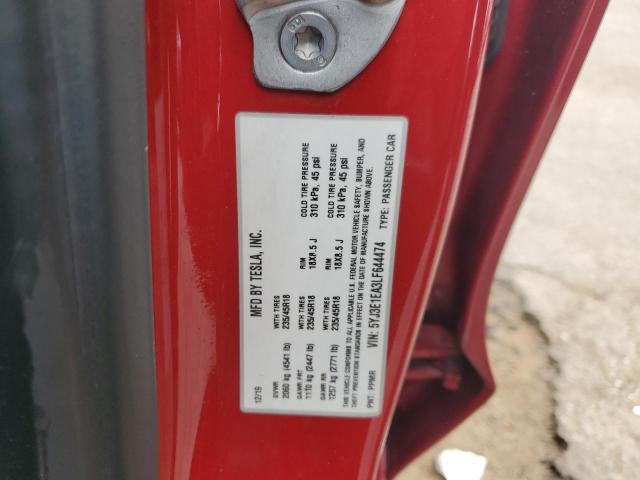 12/19 MFD BY TESLA, INC.
GVWR WITH TIRES RIM COLD TIRE PRESSURE
2060 kg (4541 lb) 235/45R18 18X8.5 J 310 kPa, 45 psi
GAWR FRT WITH TIRES RIM COLD TIRE PRESSURE
1110 kg (2447 lb) 235/45R18 18X8.5 J 310 kPa, 45 psi
GAWR RR
1257 kg (2771 lb) 235/45R18
THIS VEHICLE CONFORMS TO ALL APPLICABLE U.S. FEDERAL MOTOR VEHICLE SAFETY, BUMPER, AND
THEFT PREVENTION STANDARDS IN EFFECT ON THE DATE OF MANUFACTURE SHOWN ABOVE.
VIN: 5YJ3E1EA3LF644474
PNT: PPMR TYPE: PASSENGER CAR